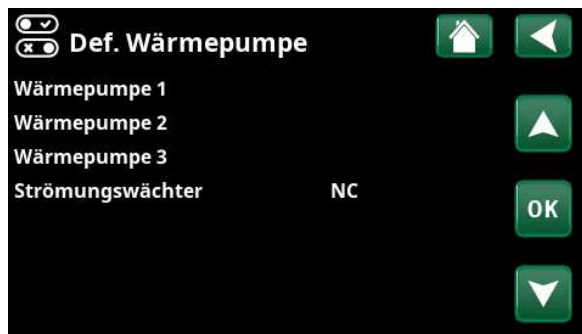 Def. Wärmepumpe
Wärmepumpe 1
Wärmepumpe 2
Wärmepumpe 3
Strömungswächter NC
OK